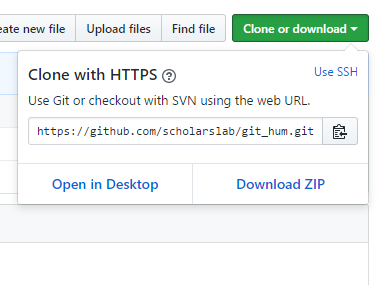 eate new file Upload files Find file Clone or download
Clone with HTTPS ? Use SSH
Use Git or checkout with SVN using the web URL.
https://github.com/scholarslab/git_hum.git
Open in Desktop Download ZIP